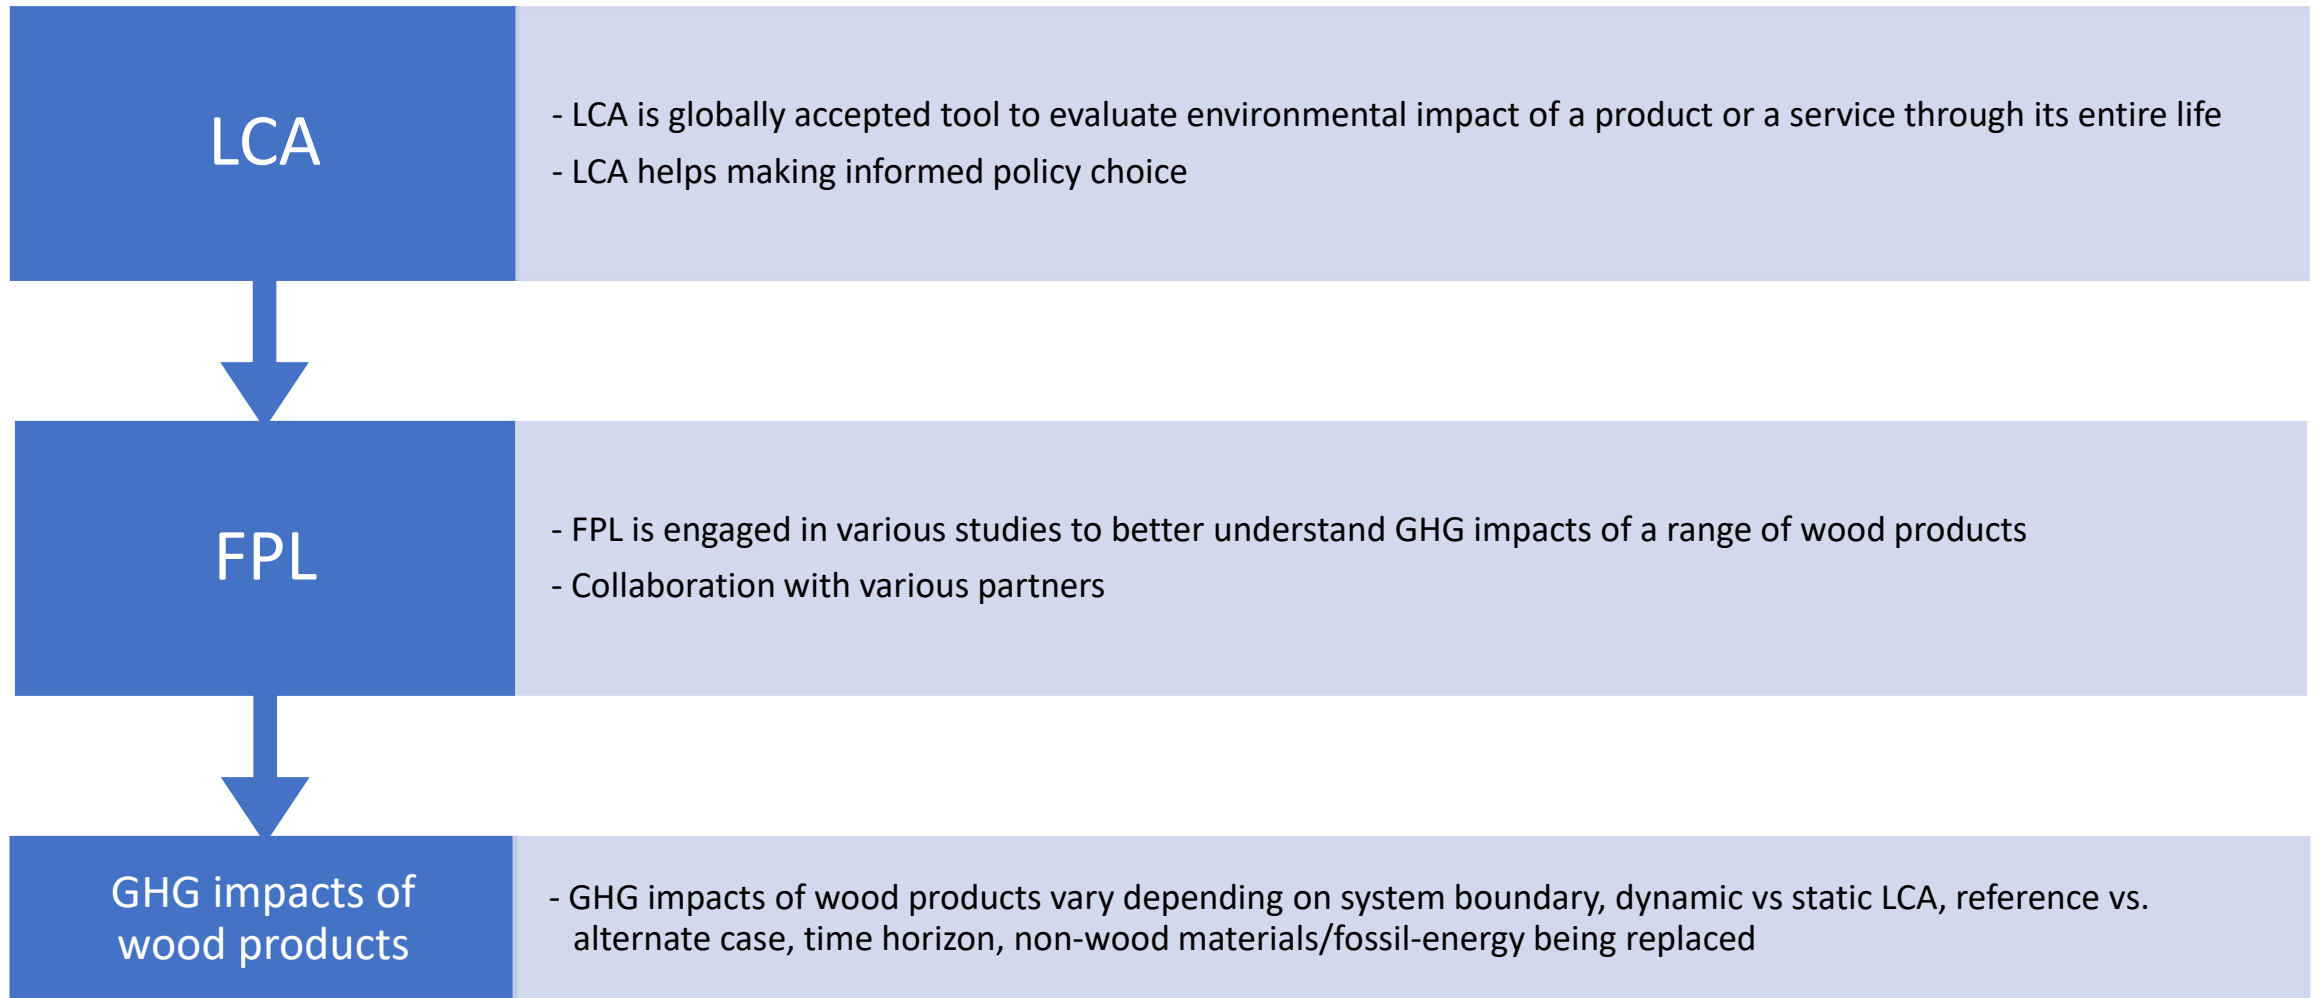 LCA
- LCA is globally accepted tool to evaluate environmental impact of a product or a service through its entire life
- LCA helps making informed policy choice
FPL
- FPL is engaged in various studies to better understand GHG impacts of a range of wood products
- Collaboration with various partners
GHG impacts of
wood products
- GHG impacts of wood products vary depending on system boundary, dynamic vs static LCA, reference vs.
alternate case, time horizon, non-wood materials/fossil-energy being replaced